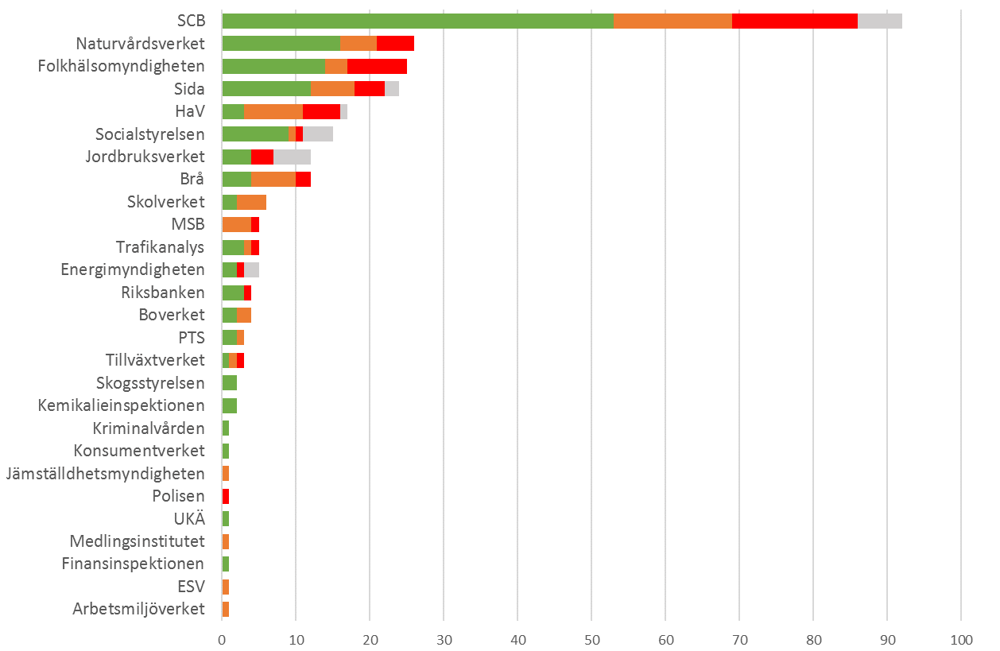 SCB
Naturvårdsverket
Folkhälsomyndigheten
Sida
HaV
Socialstyrelsen
Jordbruksverket
Brå
Skolverket
MSB
Trafikanalys
Energimyndigheten
Riksbanken
Boverket
PTS
Tillväxtverket
Skogsstyrelsen
Kemikalieinspektionen
Kriminalvården
Konsumentverket
Jämställdhetsmyndigheten
Polisen
UKÄ
Medlingsinstitutet
Finansinspektionen
ESV
Arbetsmiljöverket
0 10 20 30 40 50 60 70 80 90 100